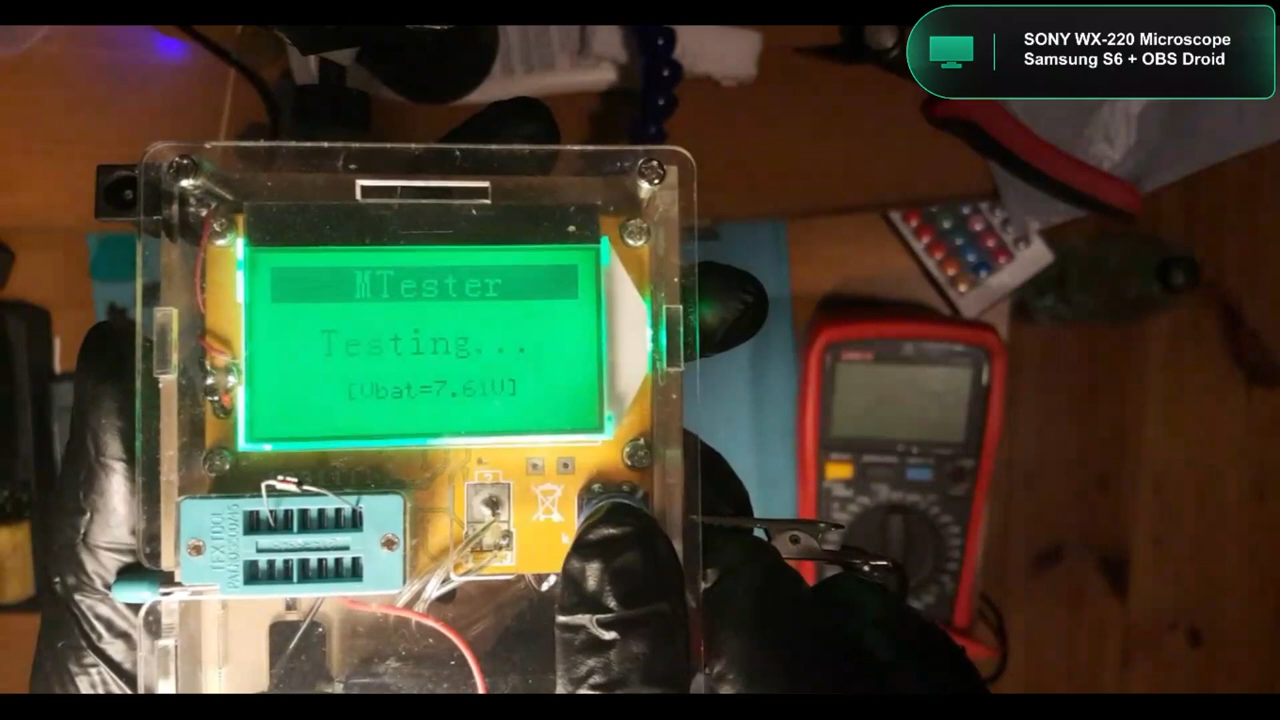 SONY WX-220 Microscope
Samsung S6 + OBS Droid
MTester
Testing...
[Vbat=7.61V]
TEXTOOL